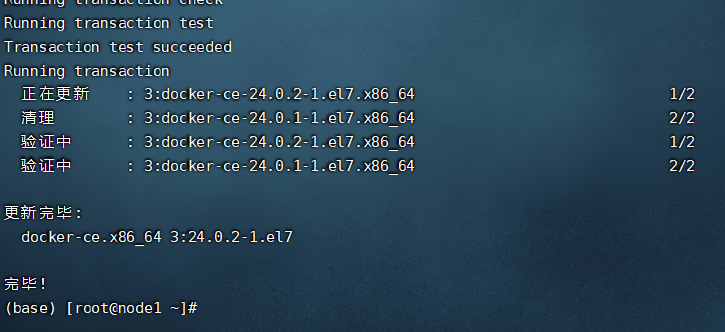 Running transaction check
Running transaction test
Transaction test succeeded
Running transaction
正在更新 : 3:docker-ce-24.0.2-1.el7.x86_64 1/2
清理 : 3:docker-ce-24.0.1-1.el7.x86_64 2/2
验证中 : 3:docker-ce-24.0.2-1.el7.x86_64 1/2
验证中 : 3:docker-ce-24.0.1-1.el7.x86_64 2/2
更新完毕:
docker-ce.x86_64 3:24.0.2-1.el7
完毕!
(base) [root@node1 ~]#